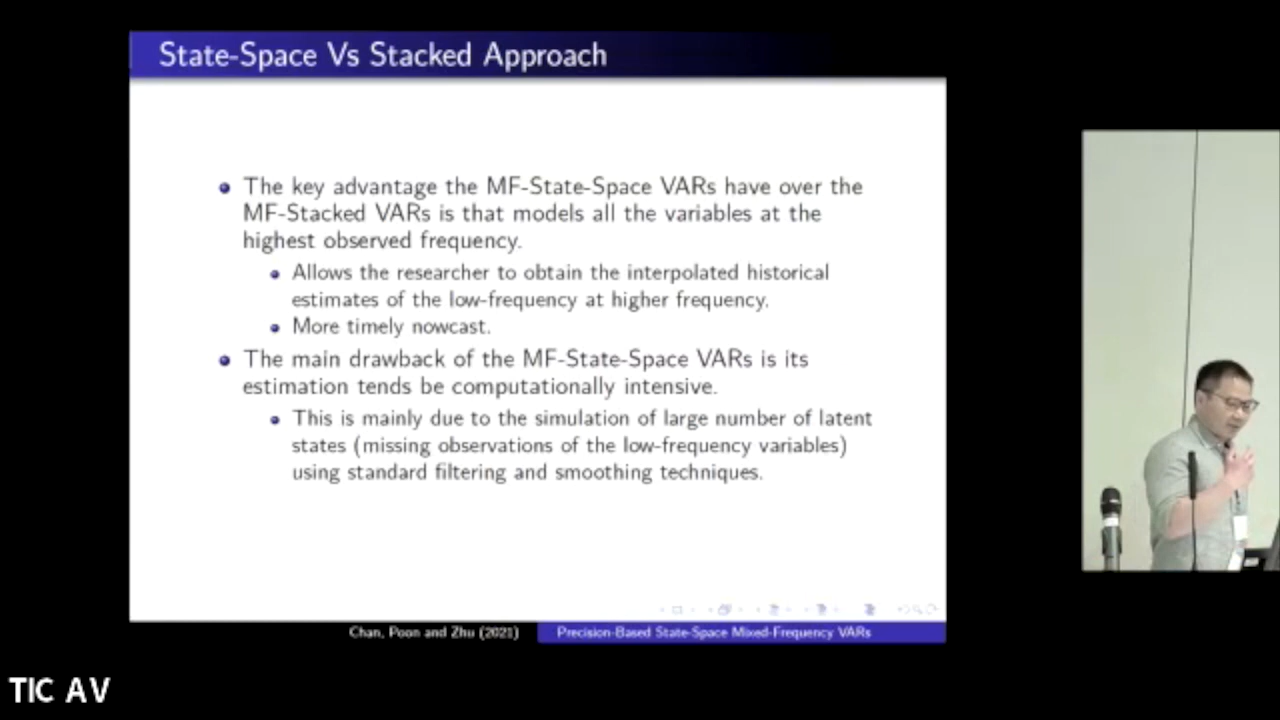 State-Space Vs Stacked Approach
The key advantage the MF-State-Space VARs have over the
MF-Stacked VARs is that models all the variables at the
highest observed frequency.
Allows the researcher to obtain the interpolated historical
estimates of the low-frequency at higher frequency.
More timely nowcast.
The main drawback of the MF-State-Space VARs is its
estimation tends be computationally intensive.
This is mainly due to the simulation of large number of latent
states (missing observations of the low-frequency variables)
using standard filtering and smoothing techniques.
Chan, Poon and Zhu (2021)
Precision-Based State-Space Mixed-Frequency VARs
TIC AV